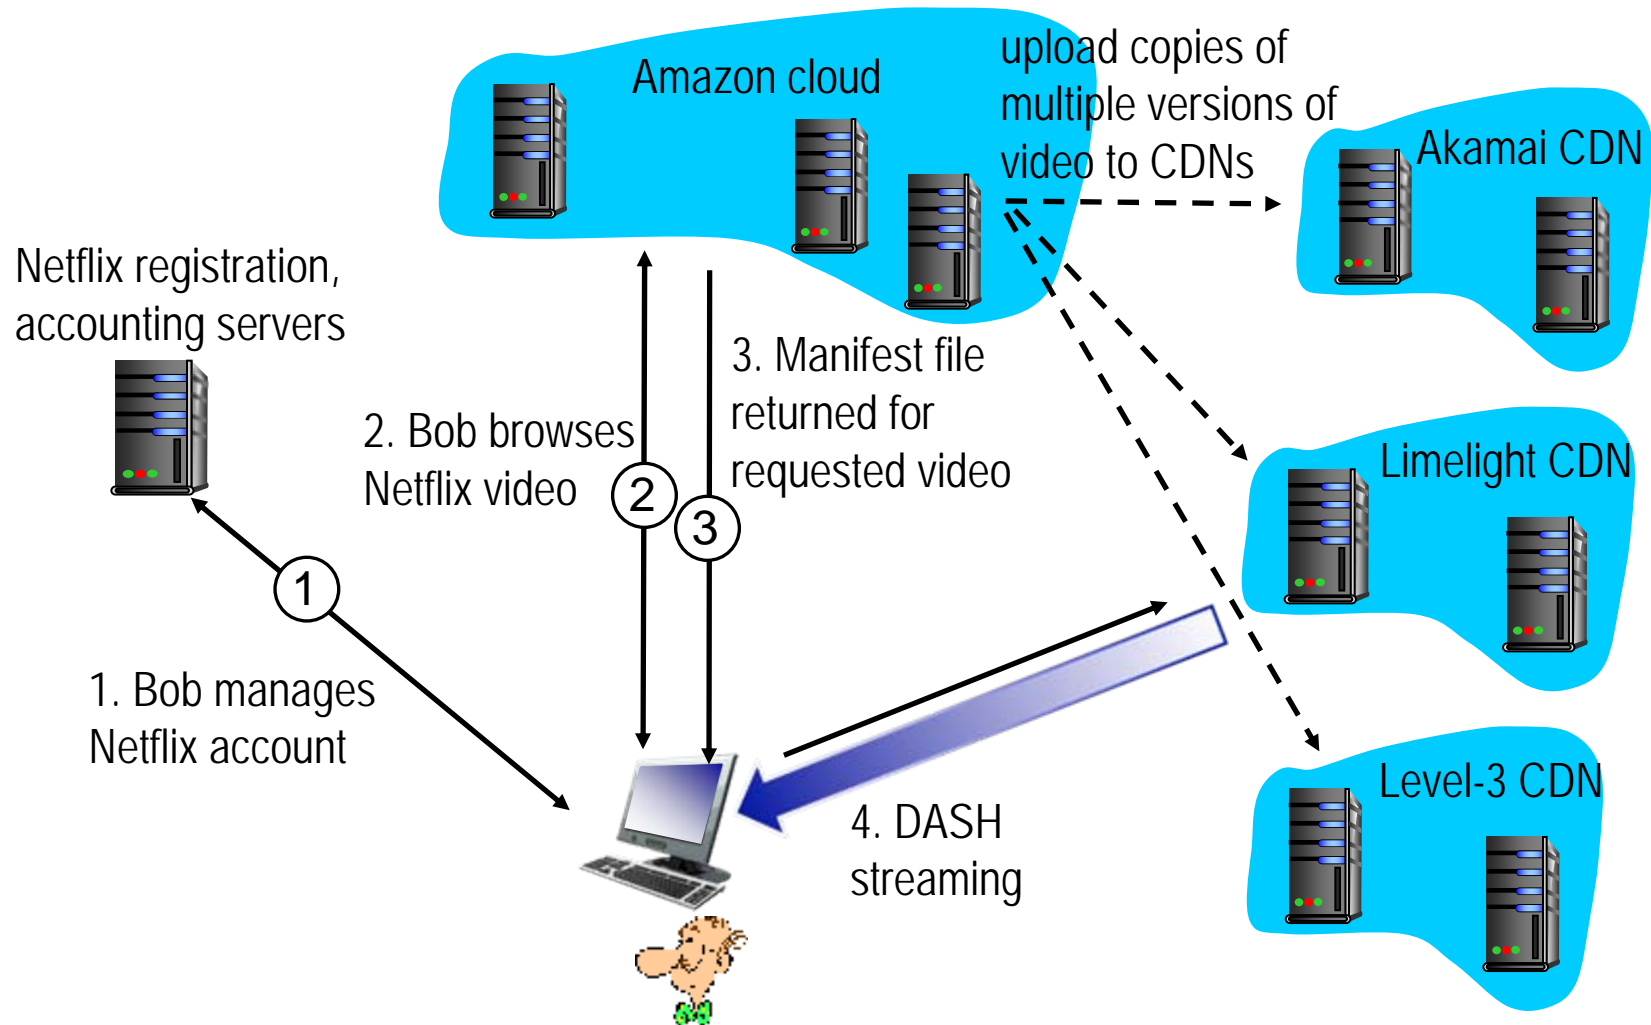 Amazon cloud
upload copies of
multiple versions of
video to CDNs
Akamai CDN
Netflix registration,
accounting servers
3. Manifest file
returned for
requested video
2. Bob browses
Netflix video
2
3
Limelight CDN
1
1. Bob manages
Netflix account
Level-3 CDN
4. DASH
streaming